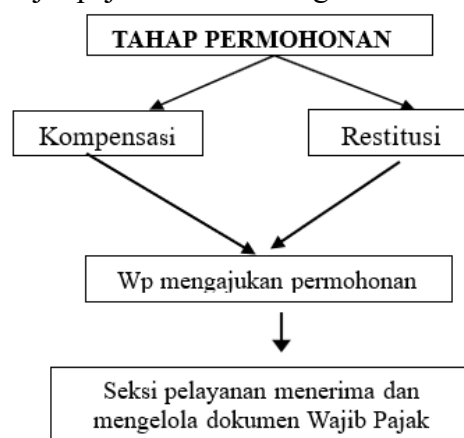 TAHAP PERMOHONAN
Kompensasi
Restitusi
Wp mengajukan permohonan
Seksi pelayanan menerima dan
mengelola dokumen Wajib Pajak